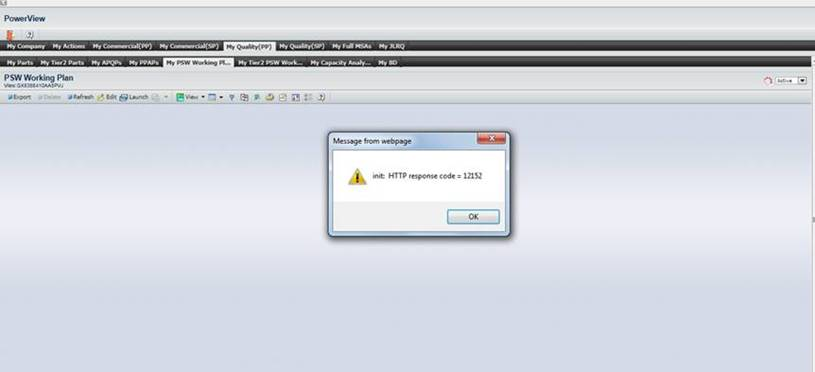 PowerView
My Company My Actions My Commercial(PP) My Commercial(SP) My Quality(PP) My Quality(SP) My Full MSAs My JLRQ
My Parts My Tier2 Parts My APQPs My PPAPs My PSW Working Pl... My Tier2 PSW Work... My Capacity Analy... My 8D
PSW Working Plan
Active
Export Delete Refresh Edit Launch View
Message from webpage
init: HTTP response code = 12152
OK